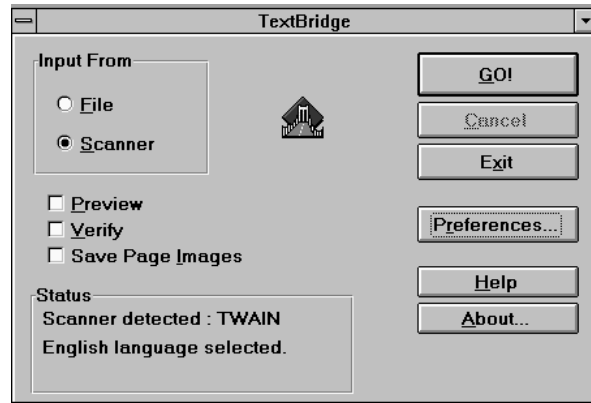 TextBridge
Input From
File
Scanner
Preview
Verify
Save Page Images
Status
Scanner detected : TWAIN
English language selected.
GO!
Cancel
Exit
Preferences...
Help
About...